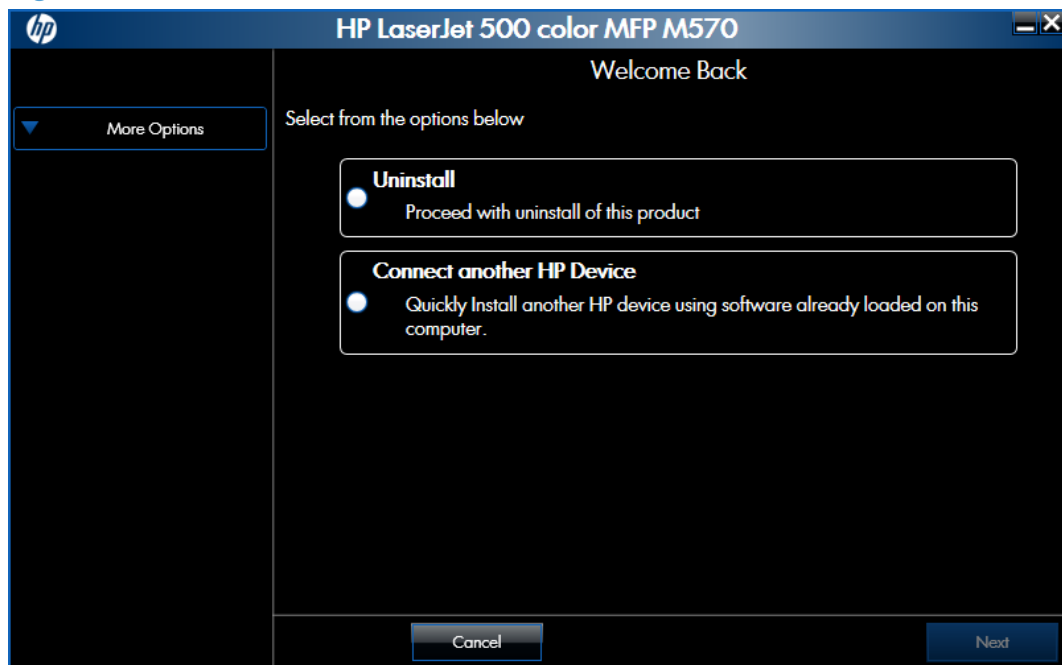 hp
HP LaserJet 500 color MFP M570
Welcome Back
More Options
Select from the options below
Uninstall
Proceed with uninstall of this product
Connect another HP Device
Quickly Install another HP device using software already loaded on this
computer.
Cancel
Next